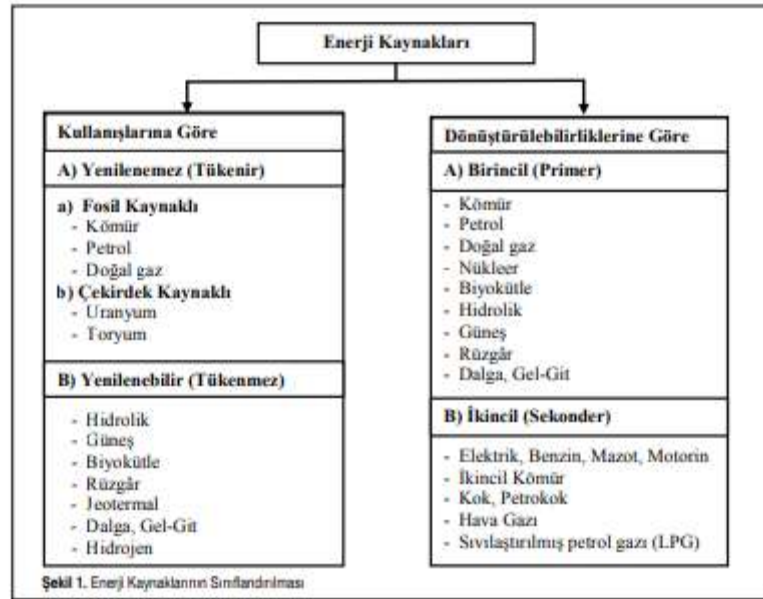 Enerji Kaynakları
Kullanışlarına Göre
A) Yenilenemez (Tükenir)
a) Fosil Kaynaklı
- Kömür
- Petrol
- Doğal gaz
b) Çekirdek Kaynaklı
- Uranyum
- Toryum
B) Yenilenebilir (Tükenmez)
- Hidrolik
- Güneş
- Biyokütle
- Rüzgâr
- Jeotermal
- Dalga, Gel-Git
- Hidrojen
Dönüştürülebilirliklerine Göre
A) Birincil (Primer)
- Kömür
- Petrol
- Doğal gaz
- Nükleer
- Biyokütle
- Hidrolik
- Güneş
- Rüzgâr
- Dalga, Gel-Git
B) İkincil (Sekonder)
- Elektrik, Benzin, Mazot, Motorin
- İkincil Kömür
- Kok, Petrokok
- Hava Gazı
- Sıvılaştırılmış petrol gazı (LPG)
Şekil 1. Enerji Kaynaklarının Sınıflandırılması